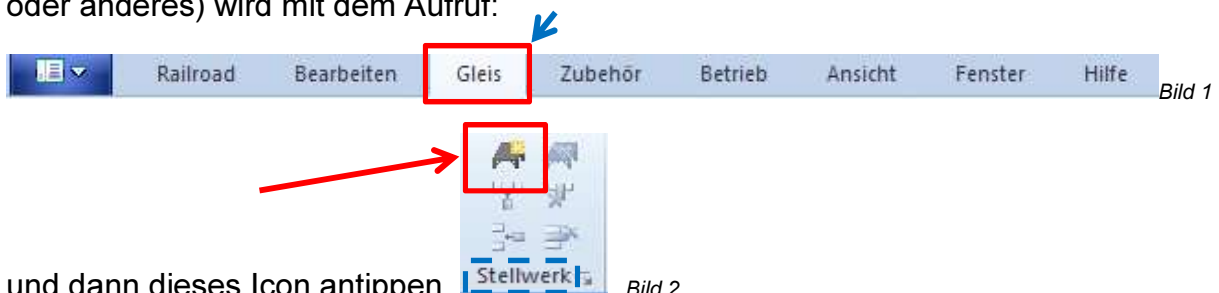 oder anderes) wird mit dem Aufruf:
Railroad Bearbeiten Gleis Zubehör Betrieb Ansicht Fenster Hilfe Bild 1
und dann dieses Icon antippen Stellwerk Bild 2